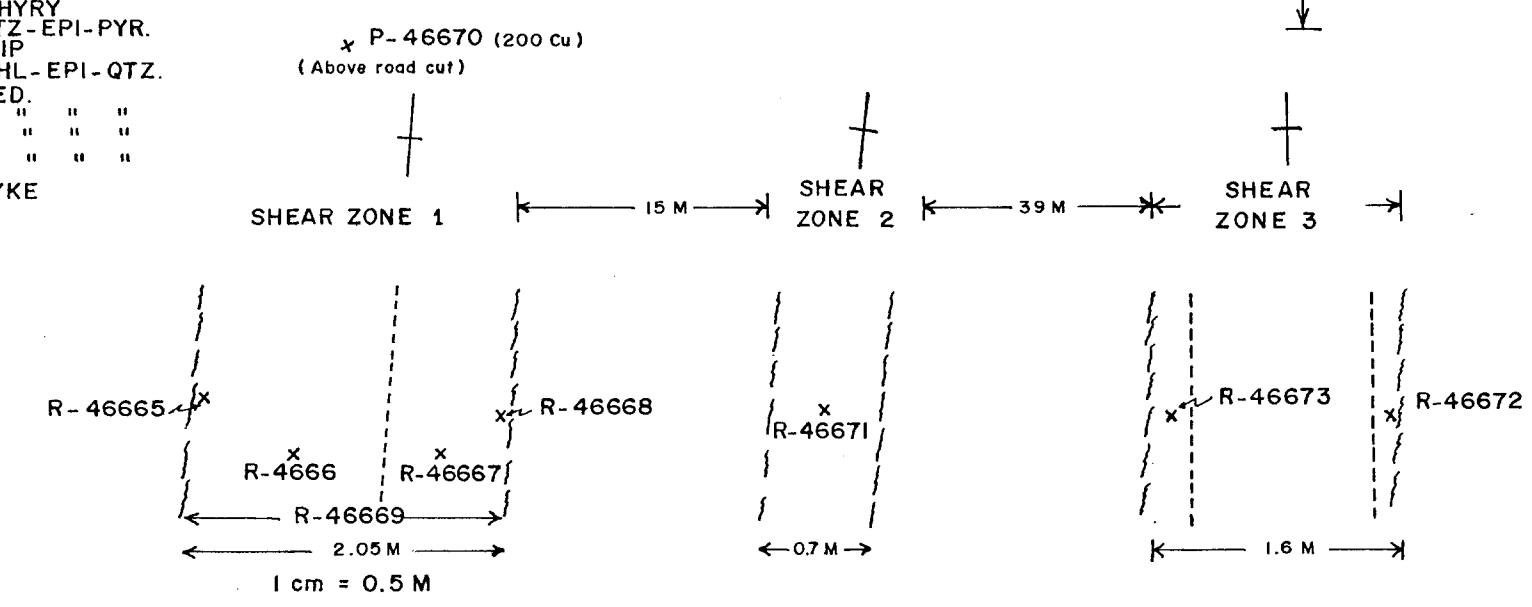 HYRY
TZ-EPI-PYR.
IP
HL-EPI-QTZ.
ED.
" " "
" " "
" " "
YKE
P-46670 (200 Cu)
(Above road cut)
SHEAR ZONE 1
15 M
SHEAR
ZONE 2
39 M
SHEAR
ZONE 3
R-46665
R-46668
R-4666
R-46667
R-46669
2.05 M
1 cm = 0.5 M
R-46671
0.7 M
R-46673
R-46672
1.6 M